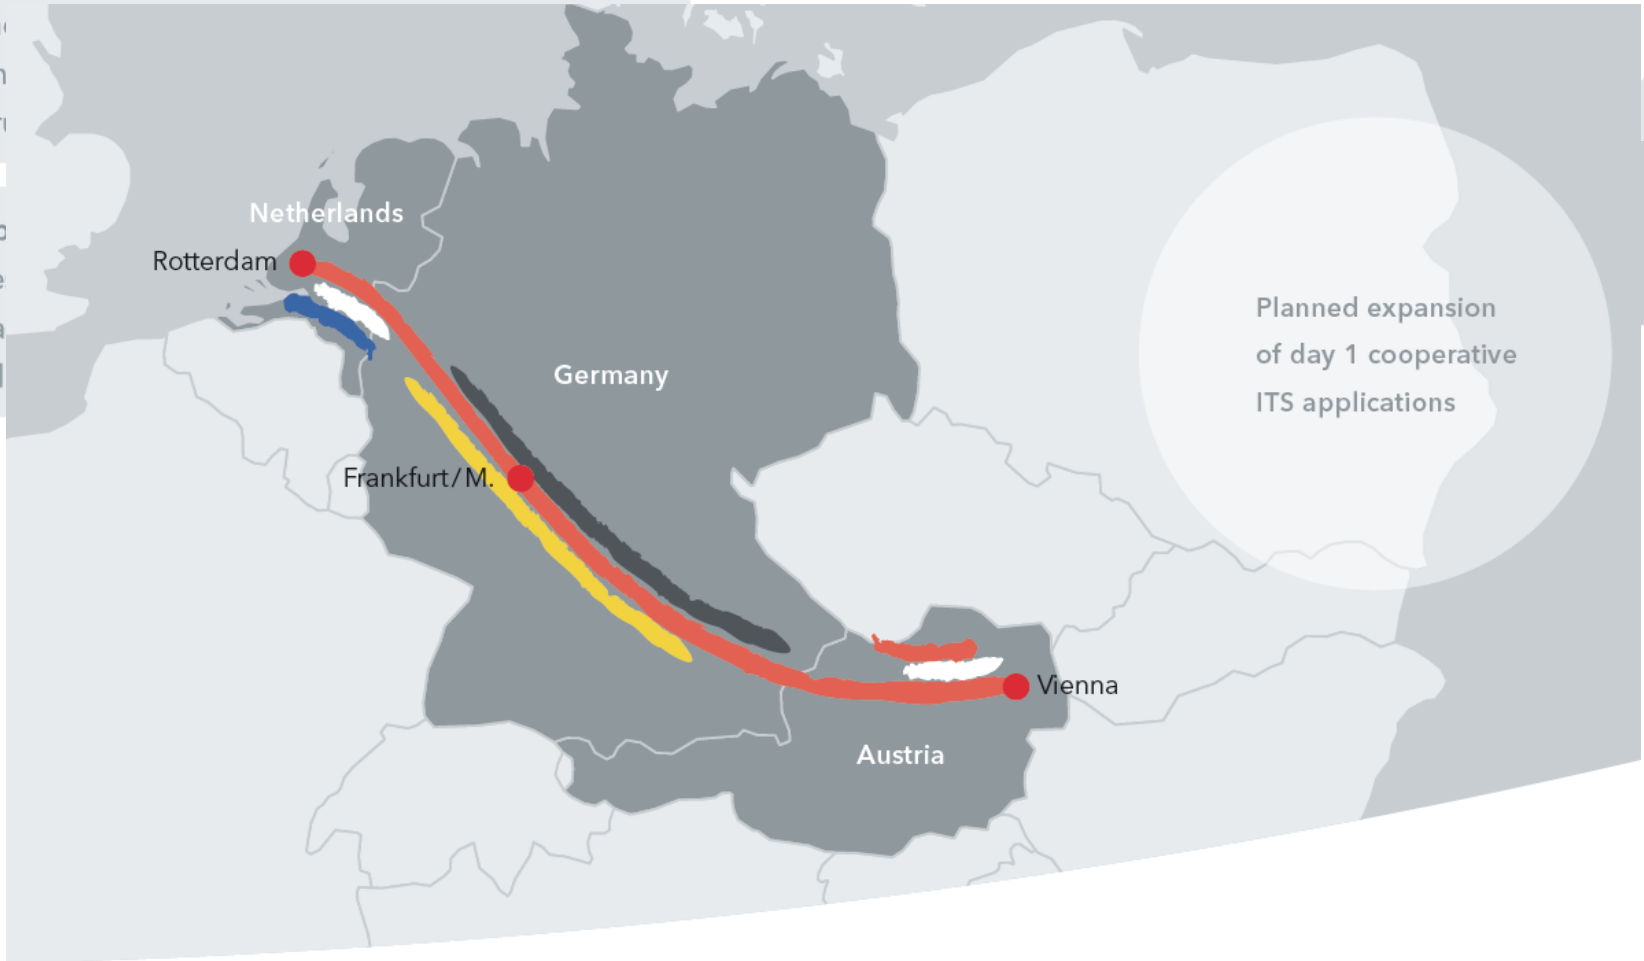 Netherlands
Rotterdam
Germany
Frankfurt/M.
Vienna
Austria
Planned expansion
of day 1 cooperative
ITS applications